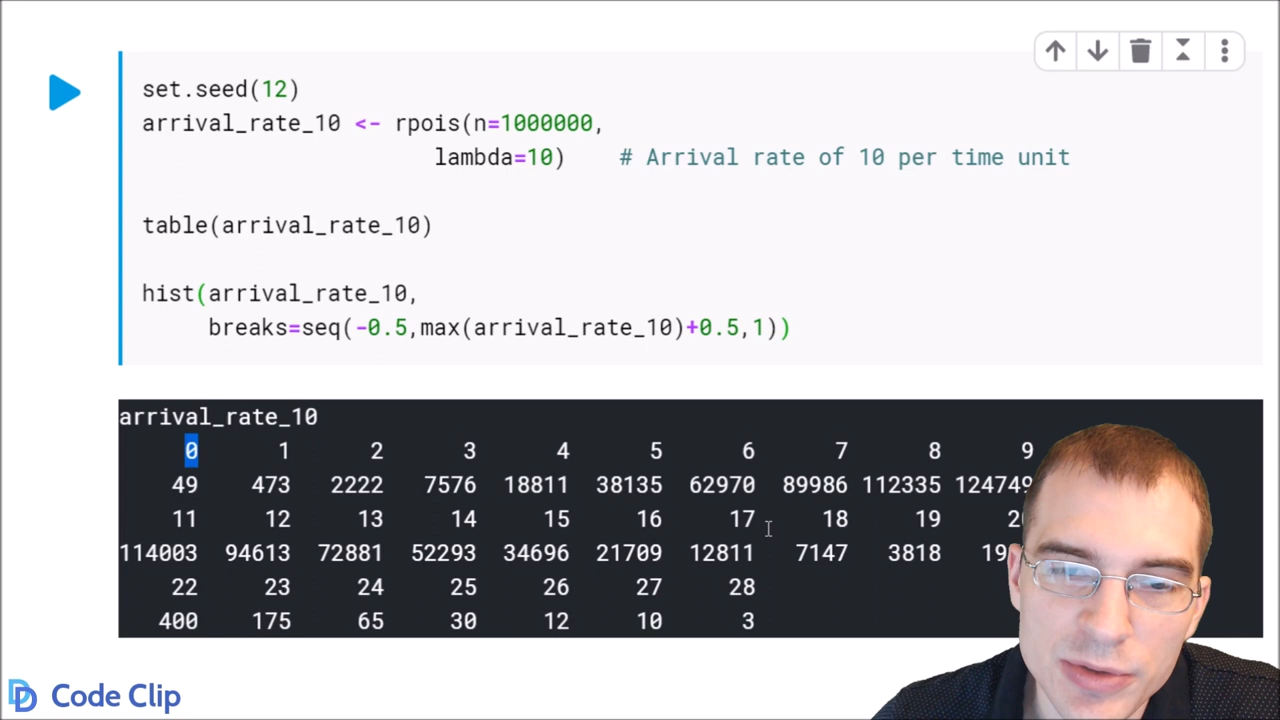 set.seed(12)
arrival_rate_10 <- rpois(n=1000000,
lambda=10) # Arrival rate of 10 per time unit
table(arrival_rate_10)
hist(arrival_rate_10,
breaks=seq(-0.5,max(arrival_rate_10)+0.5,1))
arrival_rate_10
0 1 2 3 4 5 6 7 8 9
49 473 2222 7576 18811 38135 62970 89986 112335 124749
11 12 13 14 15 16 17 18 19
114003 94613 72881 52293 34696 21709 12811 7147 3818
22 23 24 25 26 27 28
400 175 65 30 12 10 3
Code Clip